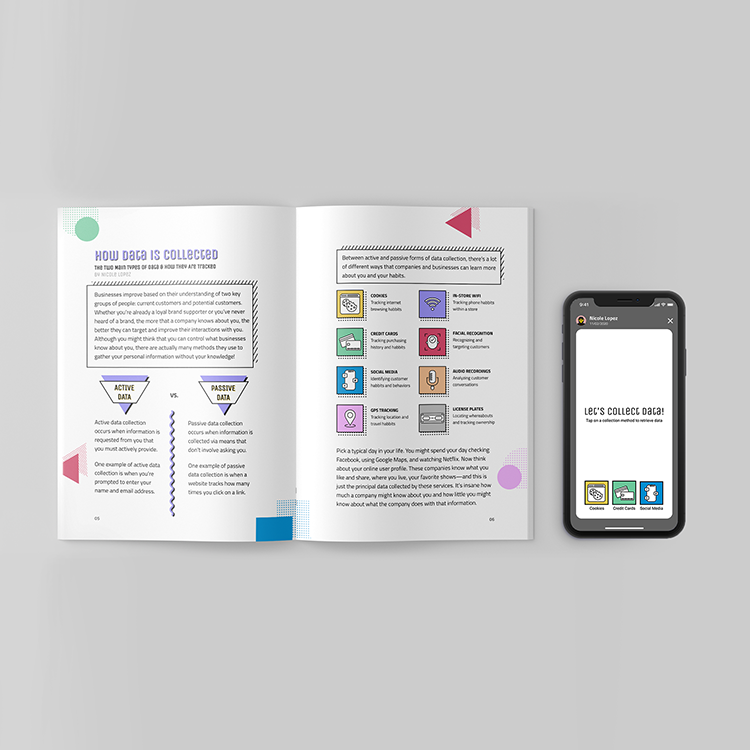 How Data is Collected
THE TWO MAIN TYPES OF DATA & HOW THEY ARE TRACKED
BY NICOLE LOPEZ
Businesses improve based on their understanding of two key
groups of people: current customers and potential customers.
Whether you're already a loyal brand supporter or you've never
heard of a brand, the more that a company knows about you, the
better they can target and improve their interactions with you.
Although you might think that you can control what businesses
know about you, there are actually many methods they use to
gather your personal information without your knowledge!
ACTIVE
DATA
VS.
PASSIVE
DATA
Active data collection
occurs when information is
requested from you that
you must actively provide.
One example of active data
collection is when you're
prompted to enter your
name and email address.
Passive data collection
occurs when information is
collected via means that
don't involve asking you.
One example of passive
data collection is when a
website tracks how many
times you click on a link.
05
Between active and passive forms of data collection, there's a lot
of different ways that companies and businesses can learn more
about you and your habits.
COOKIES
Tracking internet
browsing habits
IN-STORE WIFI
Tracking phone habits
within a store
CREDIT CARDS
Tracking purchasing
history and habits
FACIAL RECOGNITION
Recognizing and
targeting customers
SOCIAL MEDIA
Identifying customer
habits and behaviors
AUDIO RECORDINGS
Analyzing customer
conversations
GPS TRACKING
Tracking location and
travel habits
LICENSE PLATES
Locating whereabouts
and tracking ownership
Pick a typical day in your life. You might spend your day checking
Facebook, using Google Maps, and watching Netflix. Now think
about your online user profile. These companies know what you
like and share, where you live, your favorite shows—and this is
just the principal data collected by these services. It's insane how
much a company might know about you and how little you might
know about what the company does with that information.
06
9:41
Nicole Lopez
Let's Collect Data!
Tap on a collection method to retrieve data
Cookies
Credit Cards
Social Media